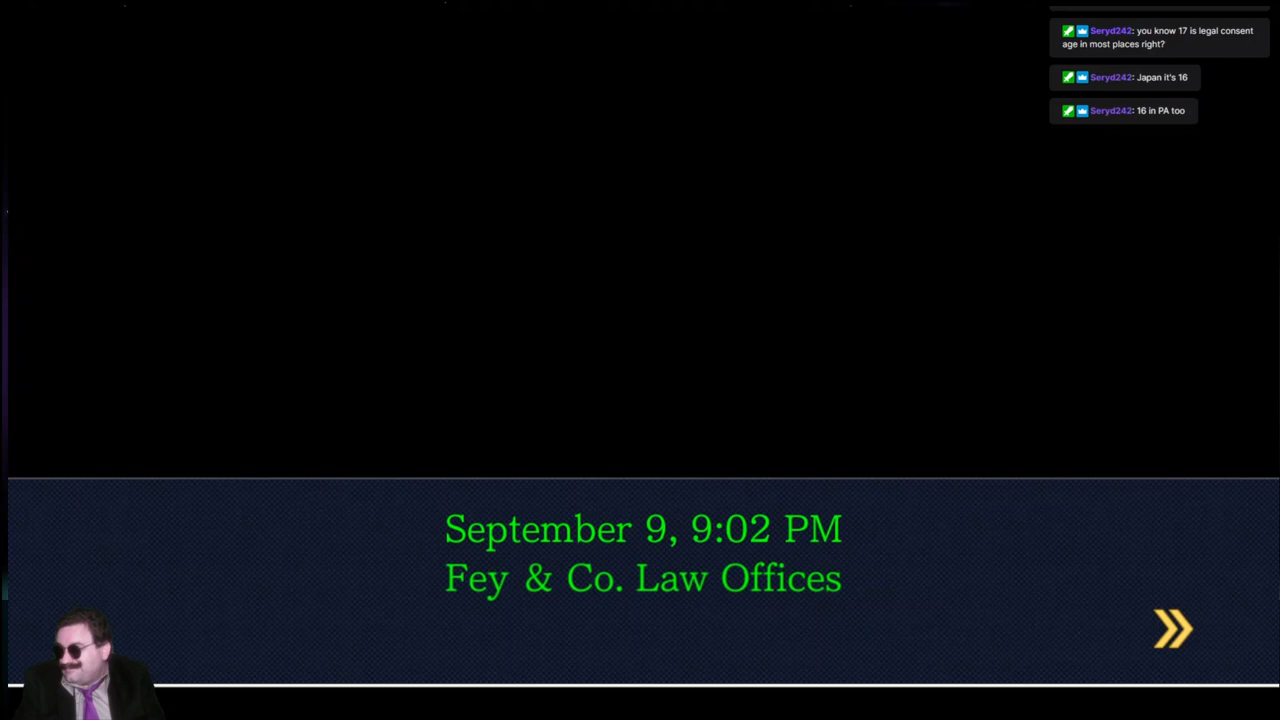 Seryd242: you know 17 is legal consent
age in most places right?
Seryd242: Japan it's 16
Seryd242: 16 in PA too
September 9, 9:02 PM
Fey & Co. Law Offices